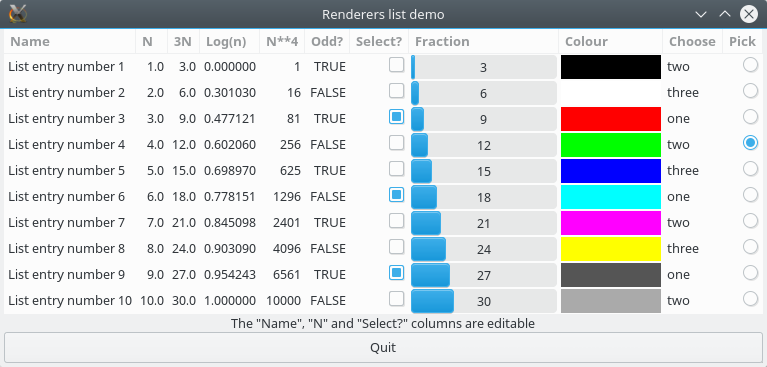 Renderers list demo
Name N 3N Log(n) N**4 Odd? Select? Fraction Colour Choose Pick
List entry number 1 1.0 3.0 0.000000 1 TRUE 3 two
List entry number 2 2.0 6.0 0.301030 16 FALSE 6 three
List entry number 3 3.0 9.0 0.477121 81 TRUE 9 one
List entry number 4 4.0 12.0 0.602060 256 FALSE 12 two
List entry number 5 5.0 15.0 0.698970 625 TRUE 15 three
List entry number 6 6.0 18.0 0.778151 1296 FALSE 18 one
List entry number 7 7.0 21.0 0.845098 2401 TRUE 21 two
List entry number 8 8.0 24.0 0.903090 4096 FALSE 24 three
List entry number 9 9.0 27.0 0.954243 6561 TRUE 27 one
List entry number 10 10.0 30.0 1.000000 10000 FALSE 30 two
The "Name", "N" and "Select?" columns are editable
Quit